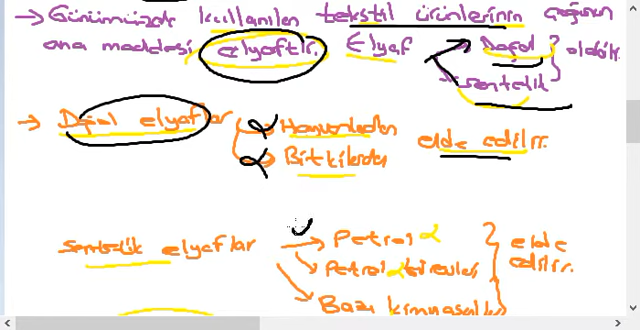 → Günümüzde kullanılan tekstil ürünlerinin çoğunun
ana maddesi elyaftır. Elyaf → Doğal
Sentetik } olabilir
→ Doğal elyaflar → Hayvanlardan
→ Bitkilerden elde edilir.
Sentetik elyaflar → Petrol
→ Petrol türevleri
→ Bazı kimyasallar } elde edilir.